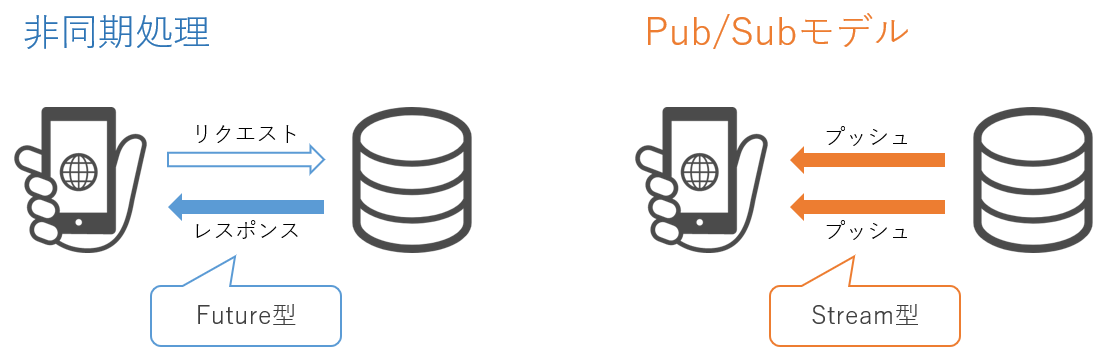 非同期処理
リクエスト
レスポンス
Future型
Pub/Subモデル
プッシュ
プッシュ
Stream型